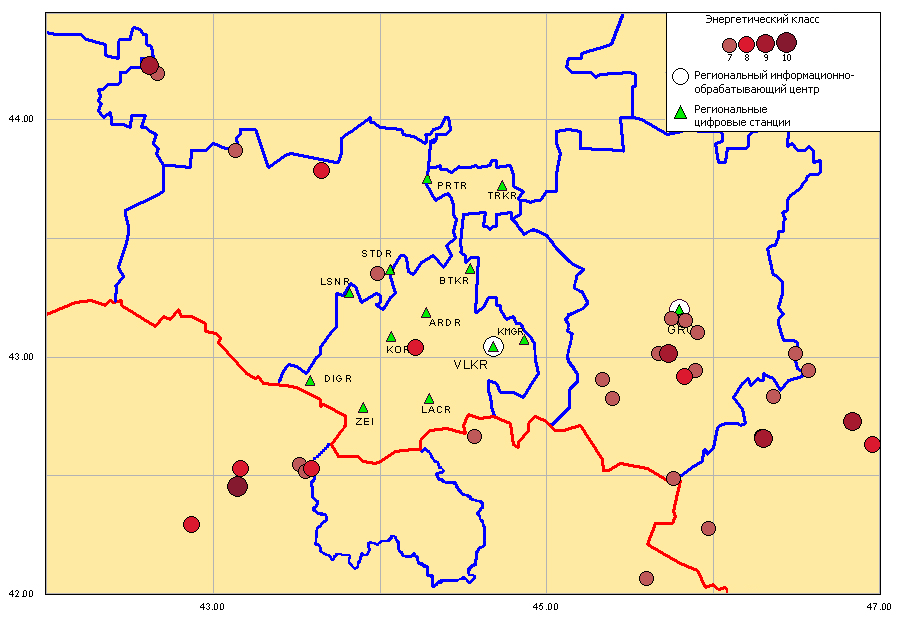 Энергетический класс
7 8 9 10
Региональный информационно-
обрабатывающий центр
Региональные
цифровые станции
44.00
PRTR
TRKR
STDR
LSNR
BTKR
ARDR
KMGR
43.00
VLKR
DIGR
LACR
ZEI
42.00
43.00
45.00
47.00